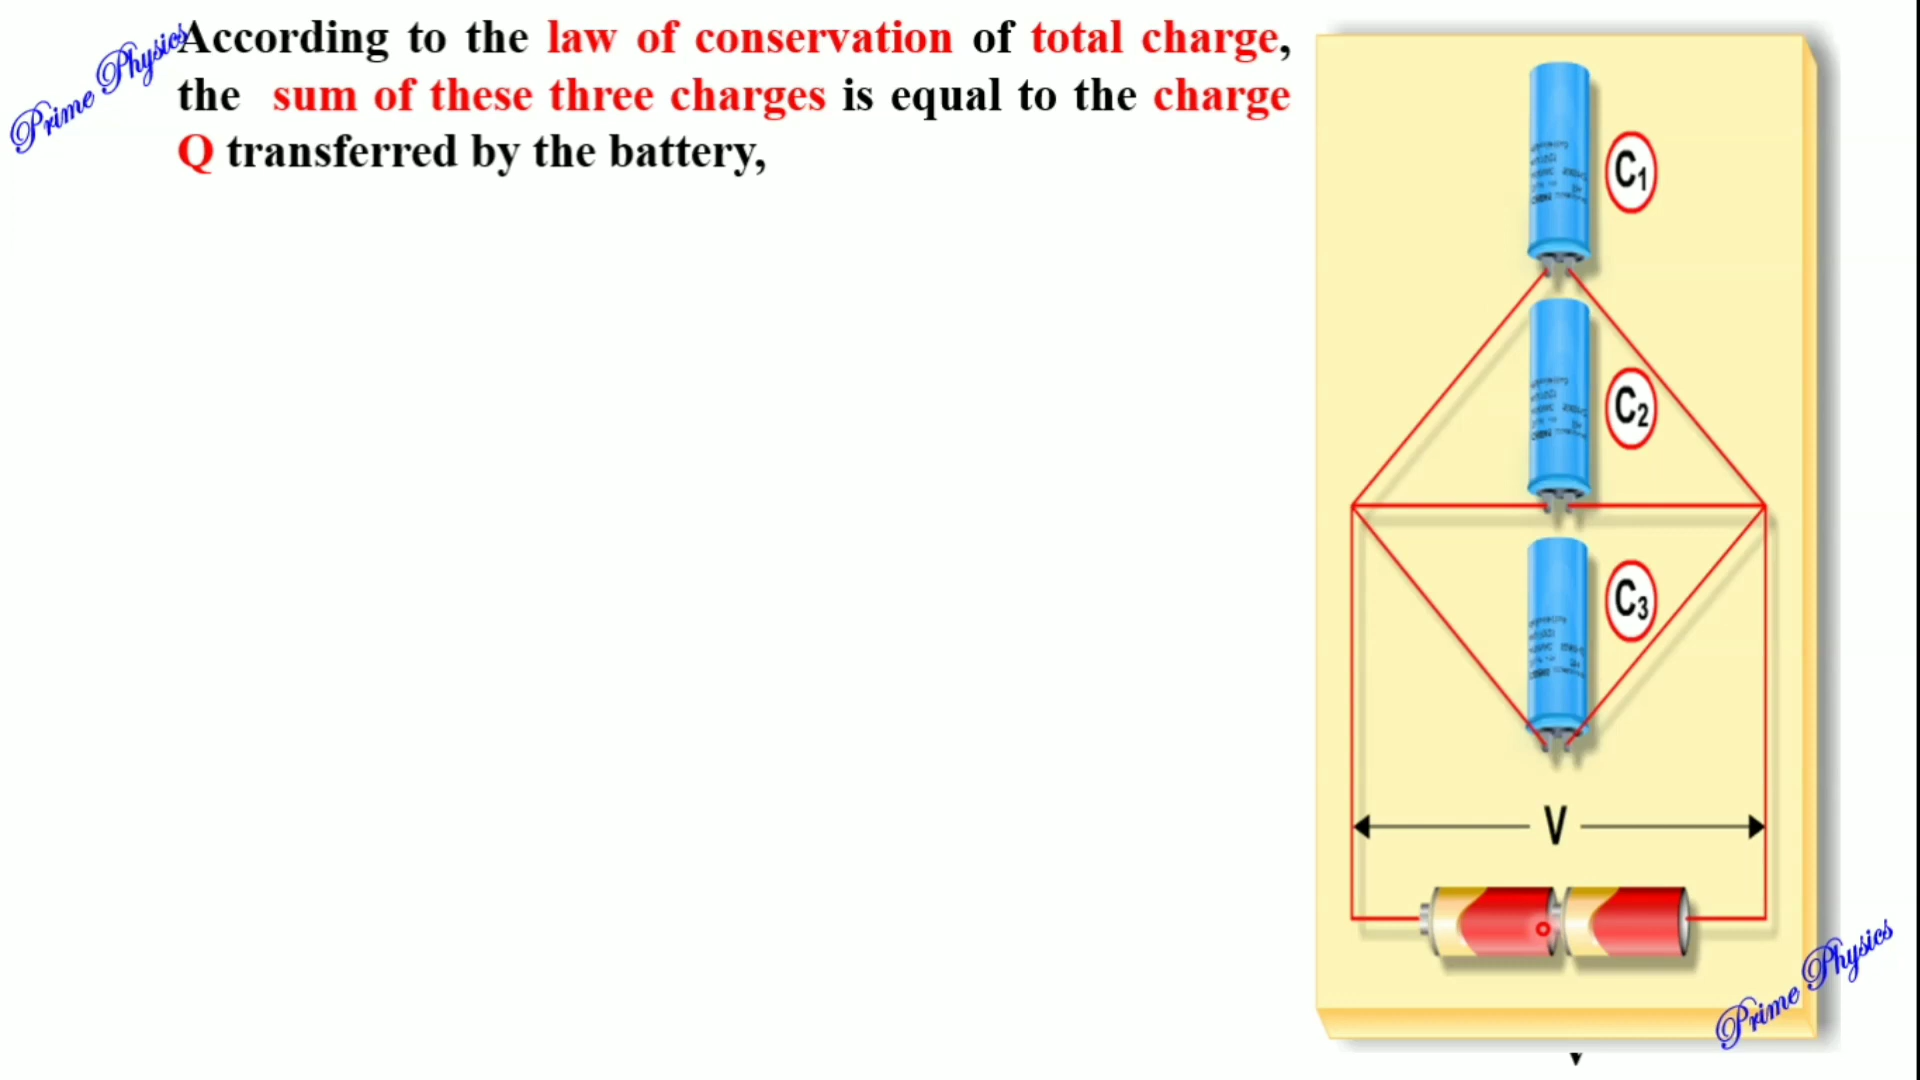 According to the law of conservation of total charge,
the sum of these three charges is equal to the charge
Q transferred by the battery,
Prime Physics
C₁
C₂
C₃
V
Prime Physics